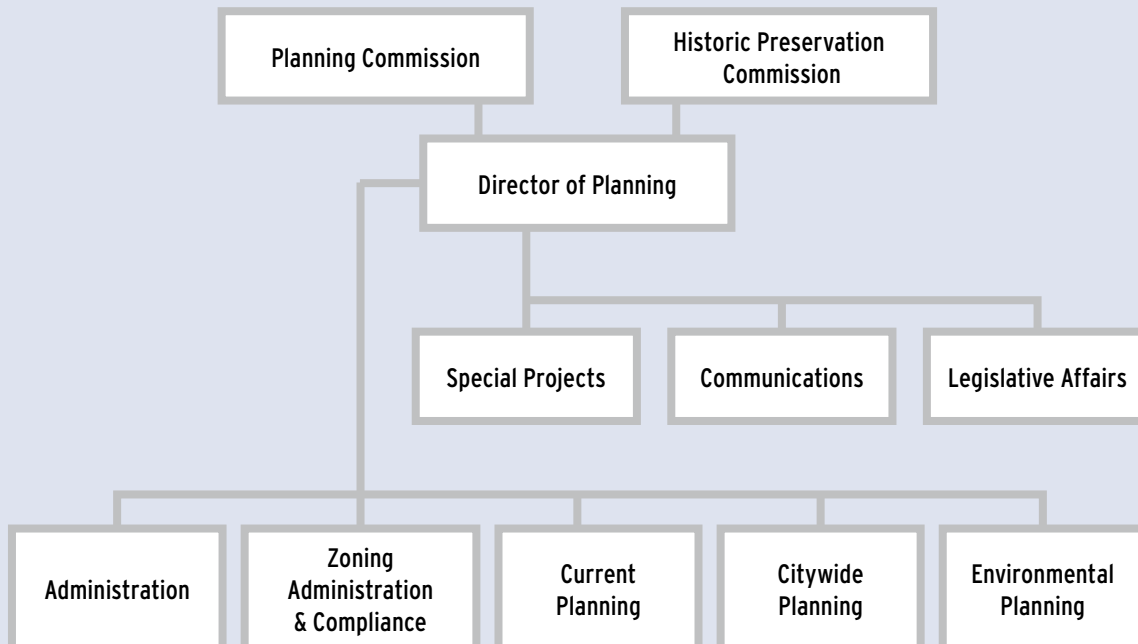 Planning Commission
Historic Preservation
Commission
Director of Planning
Special Projects
Communications
Legislative Affairs
Administration
Zoning
Administration
& Compliance
Current
Planning
Citywide
Planning
Environmental
Planning